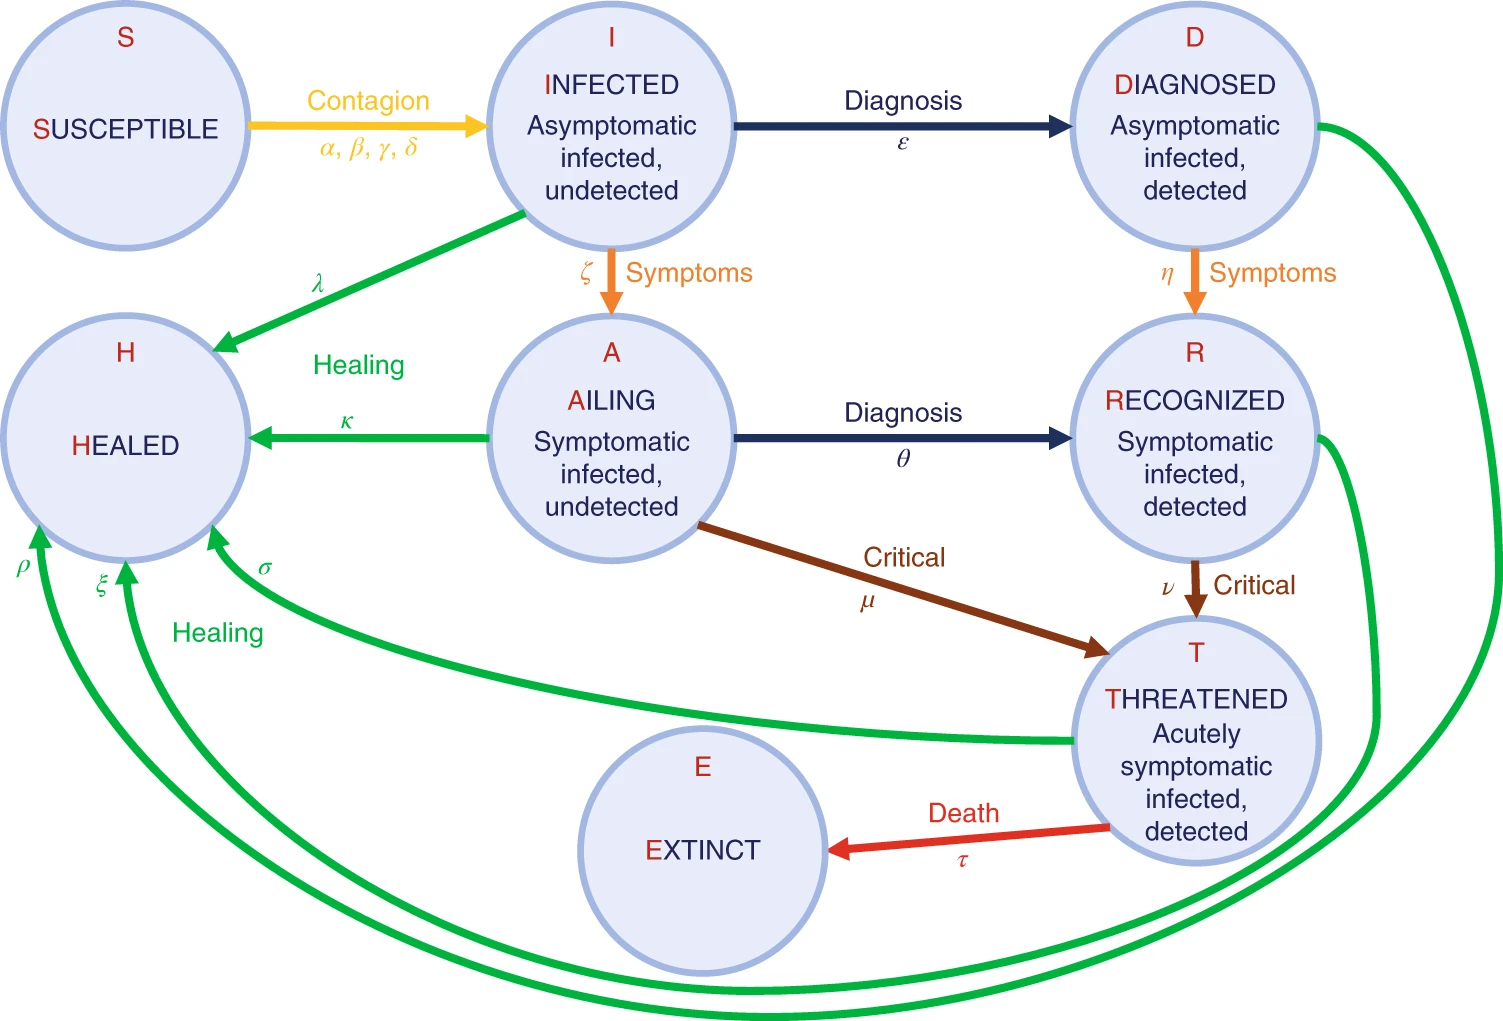 S
SUSCEPTIBLE
Contagion
α, β, γ, δ
I
INFECTED
Asymptomatic
infected,
undetected
Diagnosis
ε
D
DIAGNOSED
Asymptomatic
infected,
detected
λ
ζ
Symptoms
η
Symptoms
H
HEALED
Healing
κ
A
AILING
Symptomatic
infected,
undetected
Diagnosis
θ
R
RECOGNIZED
Symptomatic
infected,
detected
ρ
ξ
σ
Healing
Critical
μ
ν
Critical
T
THREATENED
Acutely
symptomatic
infected,
detected
E
EXTINCT
Death
τ